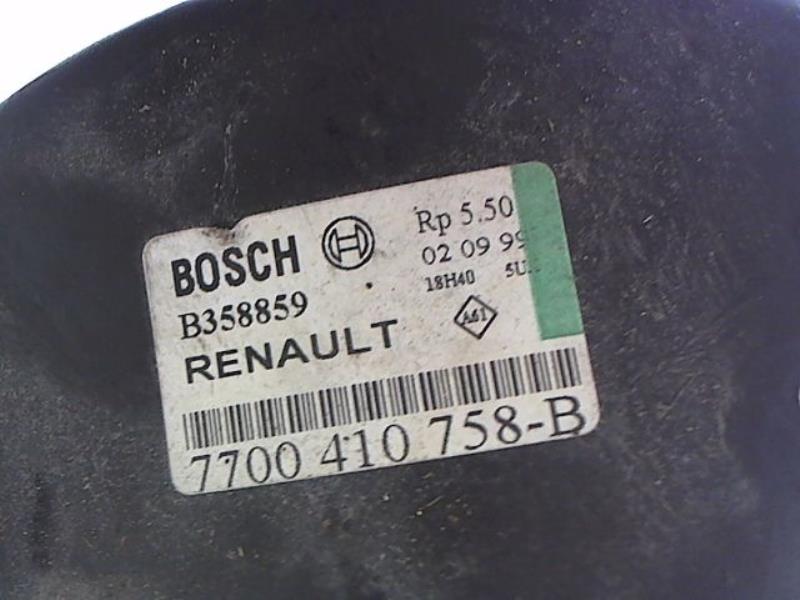 BOSCH
B358859
RENAULT
Rp 5.50
02 09 99
18H40
A61
7700 410 758-B